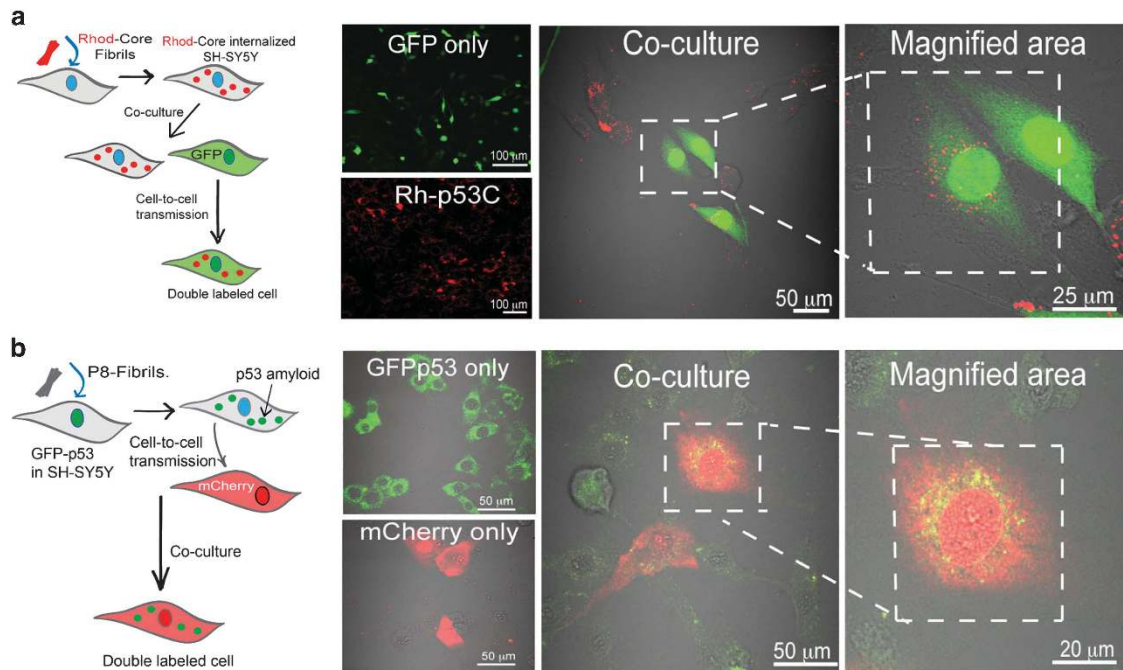 a
Rhod-Core
Fibrils
Rhod-Core internalized
SH-SY5Y
Co-culture
GFP
Cell-to-cell
transmission
Double labeled cell
GFP only
100 μm
Rh-p53C
100 μm
Co-culture
50 μm
Magnified area
25 μm
b
P8-Fibrils.
p53 amyloid
GFP-p53
in SH-SY5Y
Cell-to-cell
transmission
mCherry
Co-culture
Double labeled cell
GFPp53 only
50 μm
mCherry only
50 μm
Co-culture
50 μm
Magnified area
20 μm